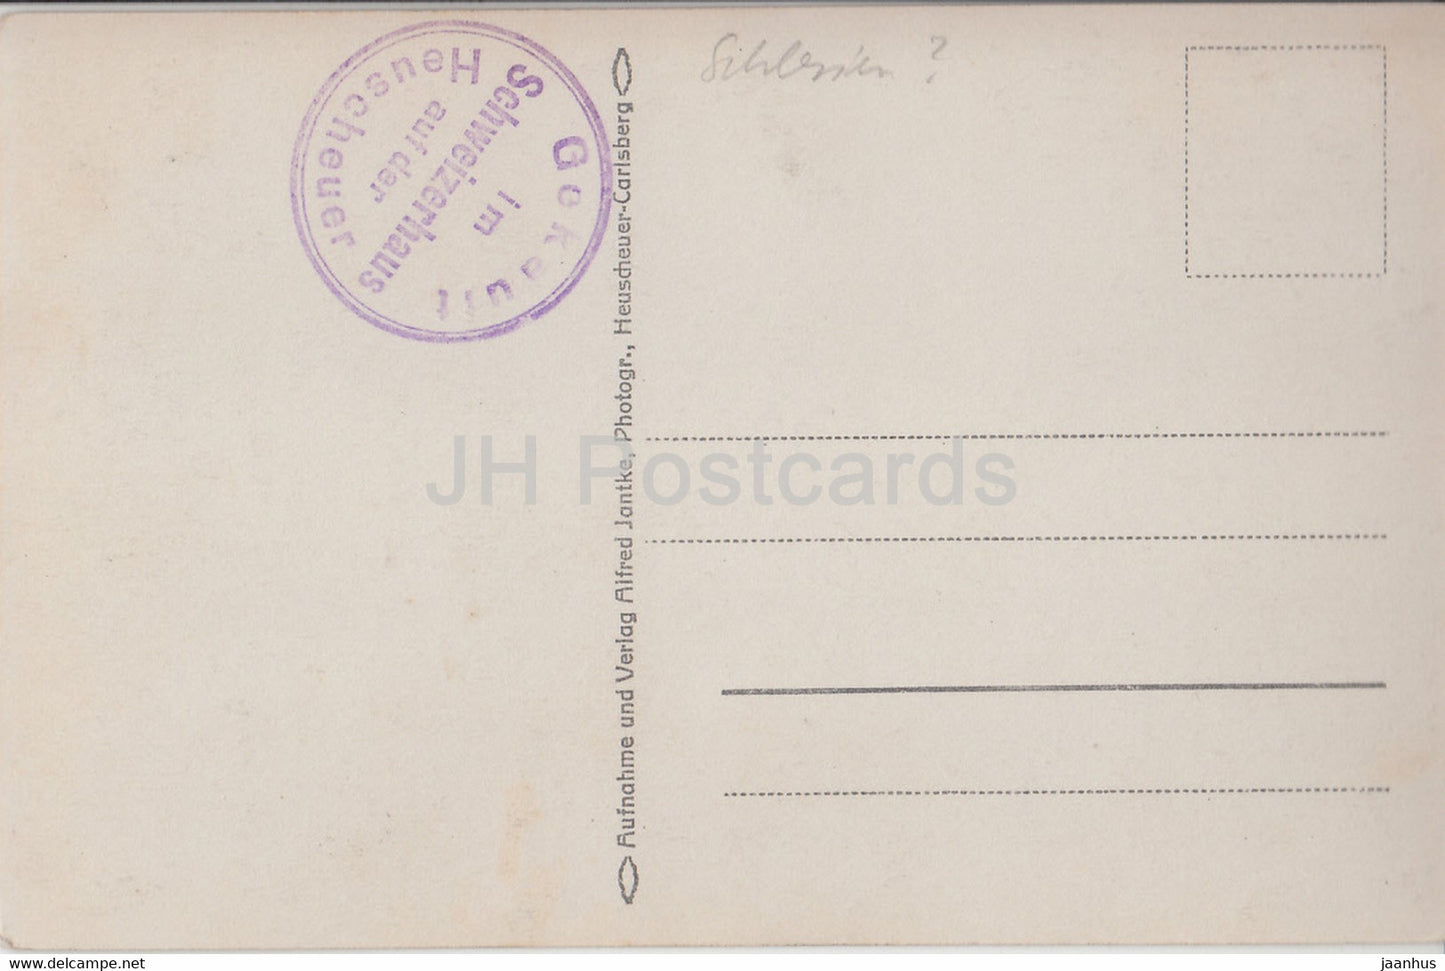 Gekauft
im
Schweizerhaus
auf der
Heuscheuer
Schlesien ?
Aufnahme und Verlag Alfred Jantke, Photogr., Heuscheuer-Carlsberg
JH Postcards
www.delcampe.net
jaanhus